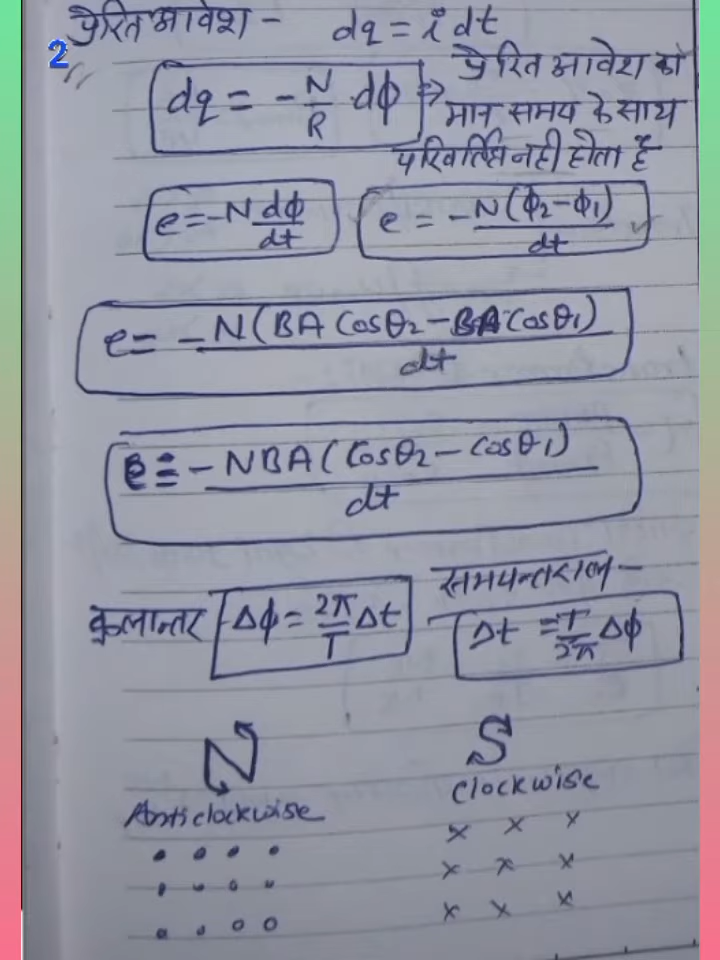 प्रेरित आवेश - dq = i dt
2
dq = -N/R dϕ → प्रेरित आवेश का
मान समय के साथ
परिवर्तित नही होता है
e = -N dϕ/dt
e = -N(ϕ2-ϕ1)/dt
e = -N(BA Cosθ2 - BA Cosθ1)/dt
e = -NBA(Cosθ2 - Cosθ1)/dt
कलान्तर Δϕ = 2π/T Δt
समयन्तराल -
Δt = T/2π Δϕ
N S
Anticlockwise
Clockwise
• • • •
x x x
• • • •
x x x
• • • •
x x x